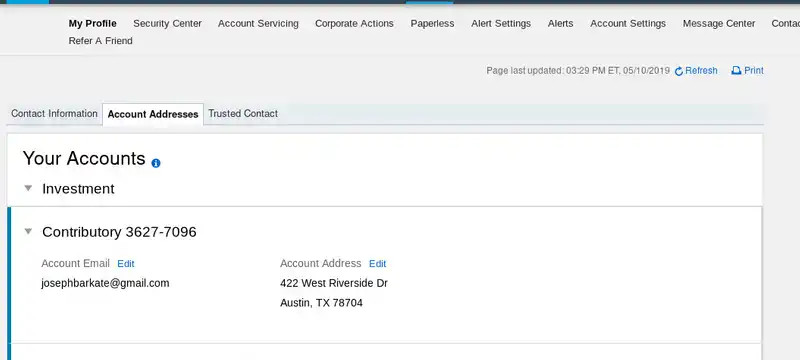 My Profile Security Center Account Servicing Corporate Actions Paperless Alert Settings Alerts Account Settings Message Center Contac
Refer A Friend
Page last updated: 03:29 PM ET, 05/10/2019 Refresh Print
Contact Information Account Addresses Trusted Contact
Your Accounts
Investment
Contributory 3627-7096
Account Email Edit Account Address Edit
josephbarkate@gmail.com 422 West Riverside Dr
Austin, TX 78704